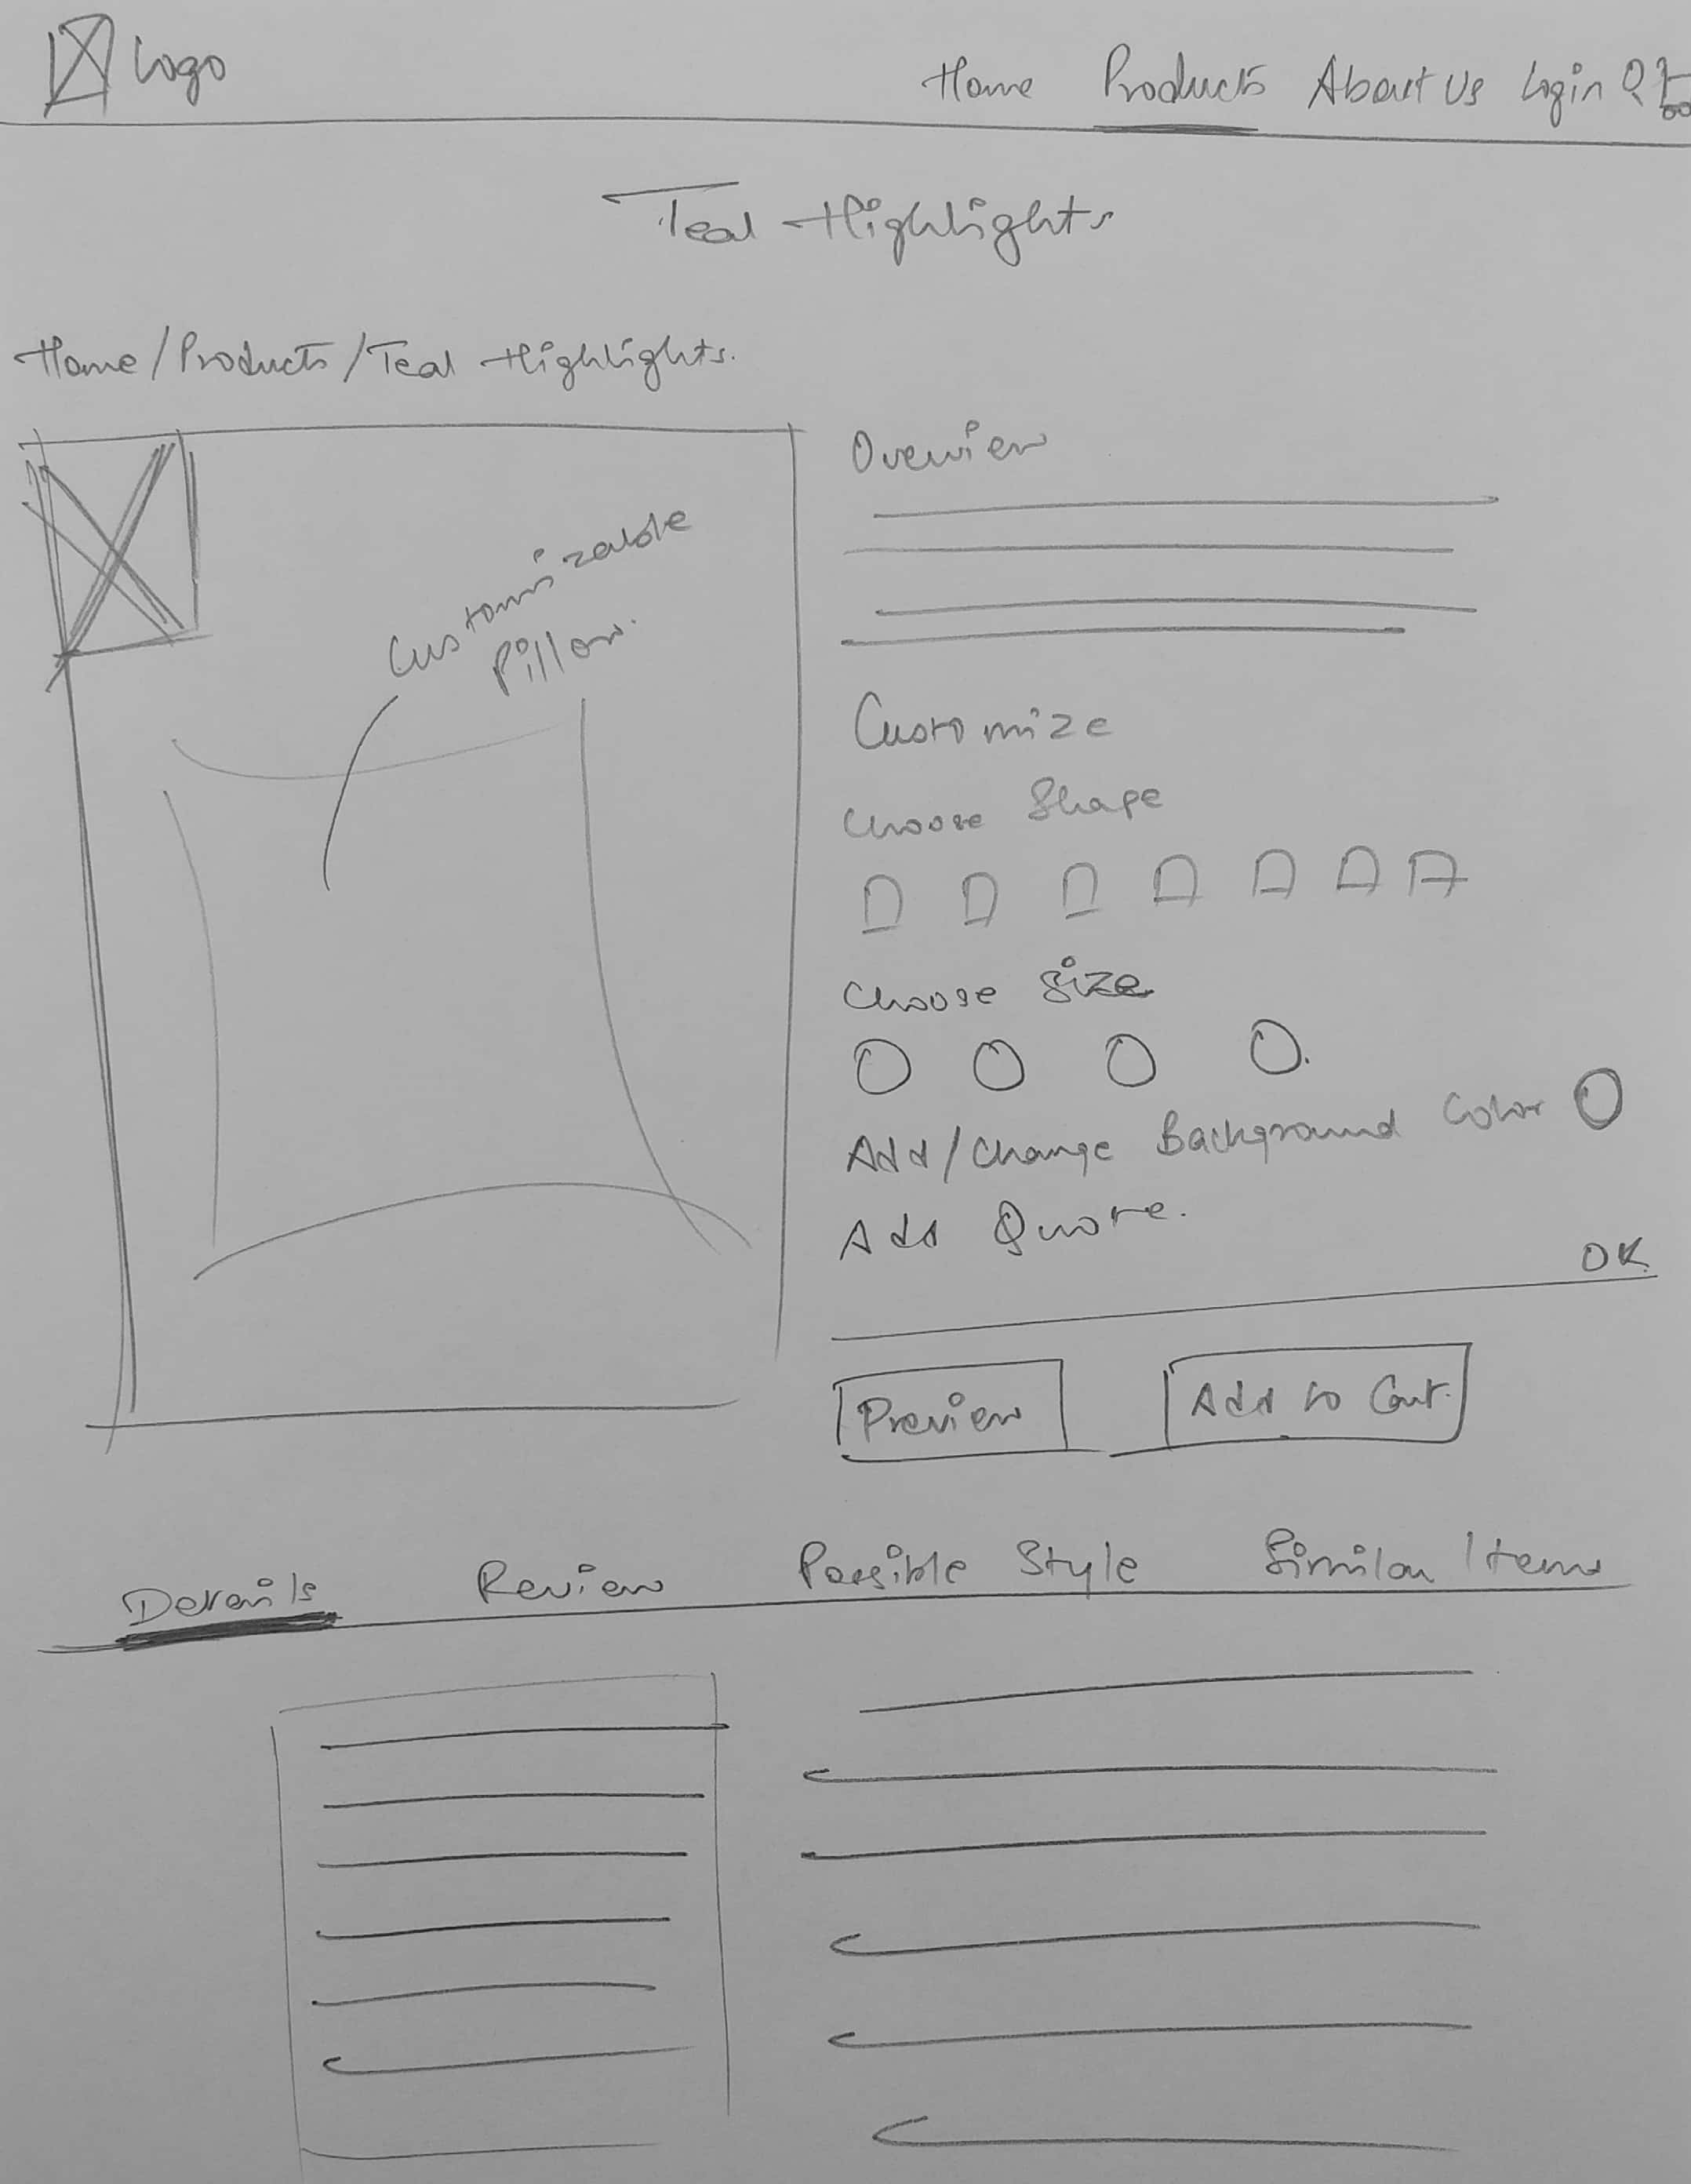 Logo
Home Products About Us Login
Teal Highlights
Home/Products/Teal Highlights.
Overview
Customizable
Pillow.
Customize
Choose Shape
Choose Size
Add/Change Background Color
Add Quote.
OK
Preview
Add to Cart.
Details Review Possible Style Similar Items